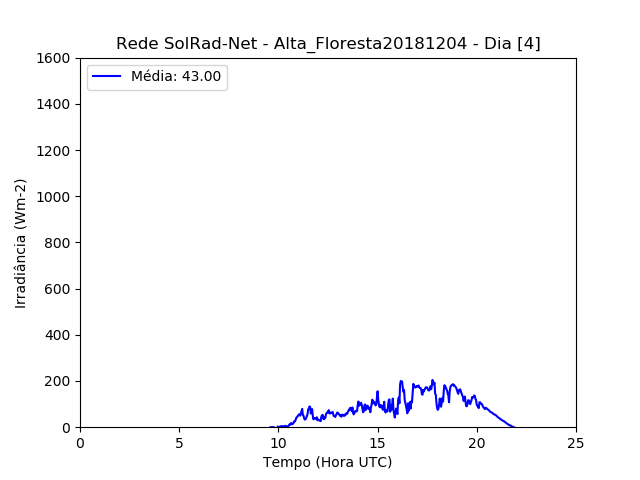 Rede SolRad-Net - Alta_Floresta20181204 - Dia [4]
Média: 43.00
Irradiância (Wm-2)
1600
1400
1200
1000
800
600
400
200
0
0 5 10 15 20 25
Tempo (Hora UTC)